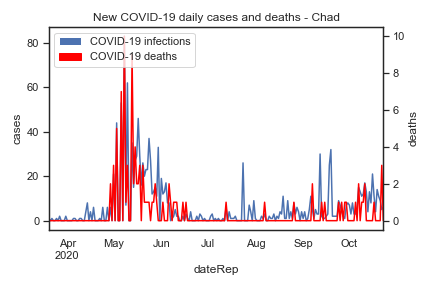 New COVID-19 daily cases and deaths - Chad
COVID-19 infections
COVID-19 deaths
80
60
40
20
0
cases
10
8
6
4
2
0
deaths
Apr May Jun Jul Aug Sep Oct
2020
dateRep